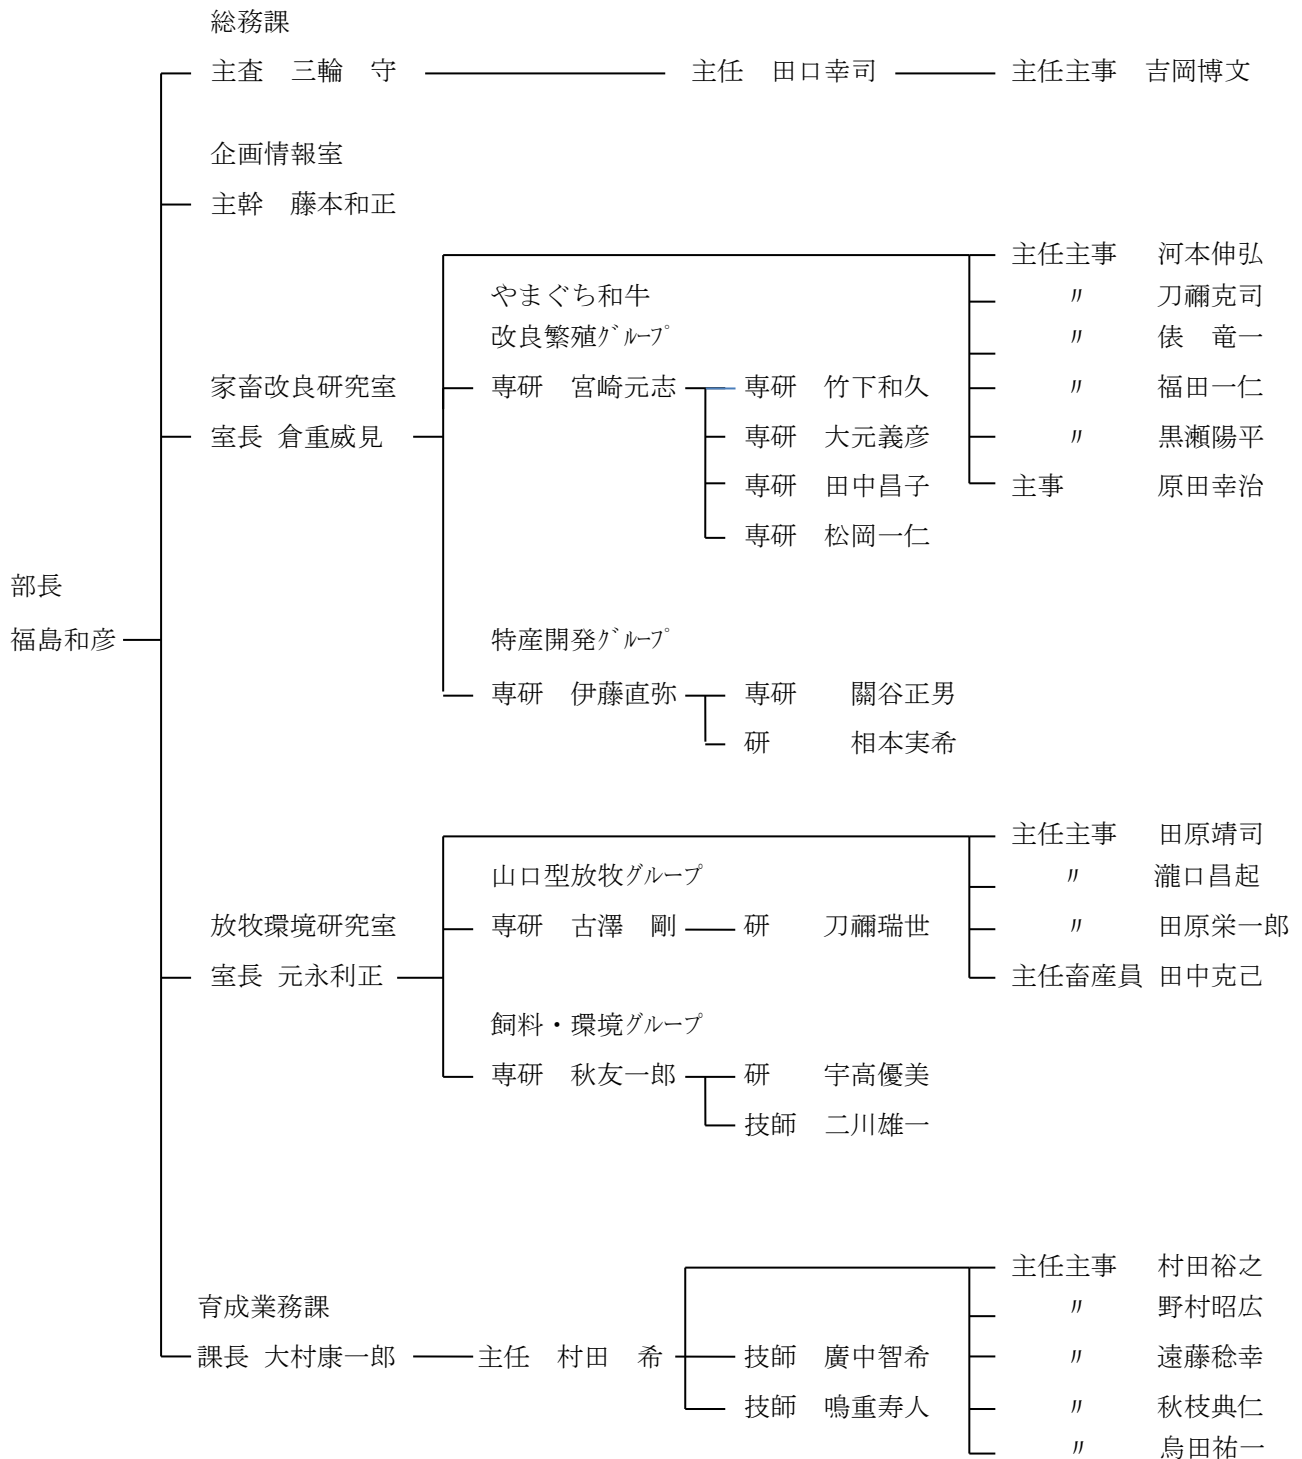 総務課
主査　三輪　守　主任　田口幸司　主任主事　吉岡博文
企画情報室
主幹　藤本和正
主任主事　河本伸弘
やまぐち和牛　〃　刀禰克司
改良繁殖ｸﾞﾙｰﾌﾟ　〃　俵　竜一
家畜改良研究室　専研　宮崎元志　専研　竹下和久　〃　福田一仁
室長　倉重威見　専研　大元義彦　〃　黒瀬陽平
専研　田中昌子　主事　原田幸治
専研　松岡一仁
部長
福島和彦　特産開発ｸﾞﾙｰﾌﾟ
専研　伊藤直弥　専研　關谷正男
研　相本実希
主任主事　田原靖司
山口型放牧ｸﾞﾙｰﾌﾟ　〃　瀧口昌起
放牧環境研究室　専研　古澤　剛　研　刀禰瑞世　〃　田原栄一郎
室長　元永利正　主任畜産員　田中克己
飼料・環境ｸﾞﾙｰﾌﾟ
専研　秋友一郎　研　宇高優美
技師　二川雄一
主任主事　村田裕之
育成業務課　〃　野村昭広
課長　大村康一郎　主任　村田　希　技師　廣中智希　〃　遠藤稔幸
技師　鳴重寿人　〃　秋枝典仁
〃　烏田祐一